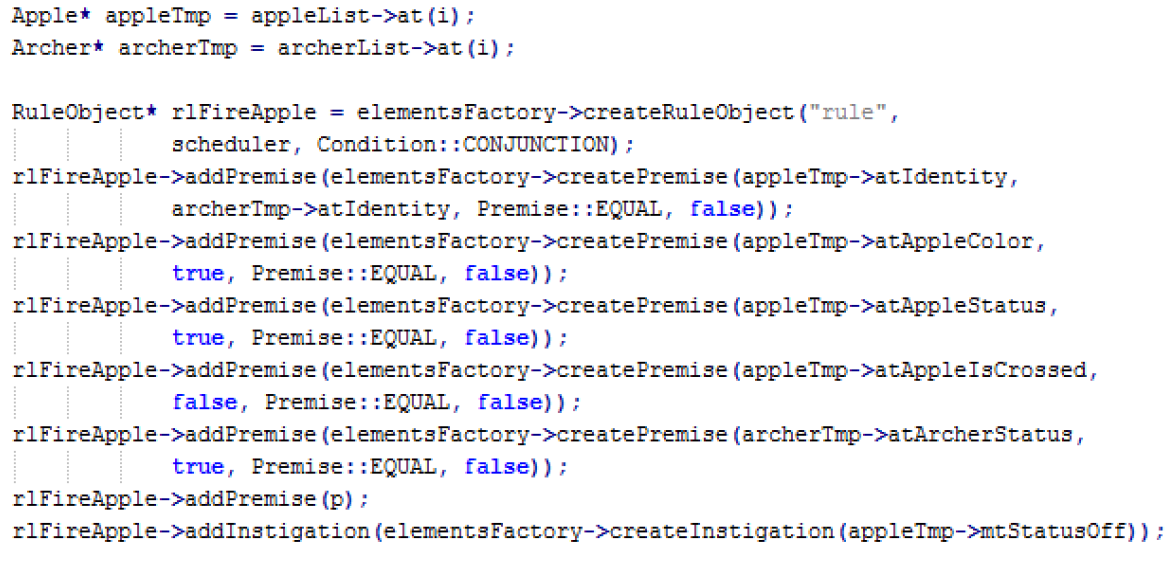 Apple* appleTmp = appleList->at(i);
Archer* archerTmp = archerList->at(i);
RuleObject* rlFireApple = elementsFactory->createRuleObject("rule",
scheduler, Condition::CONJUNCTION);
rlFireApple->addPremise(elementsFactory->createPremise(appleTmp->atIdentity,
archerTmp->atIdentity, Premise::EQUAL, false));
rlFireApple->addPremise(elementsFactory->createPremise(appleTmp->atAppleColor,
true, Premise::EQUAL, false));
rlFireApple->addPremise(elementsFactory->createPremise(appleTmp->atAppleStatus,
true, Premise::EQUAL, false));
rlFireApple->addPremise(elementsFactory->createPremise(appleTmp->atAppleIsCrossed,
false, Premise::EQUAL, false));
rlFireApple->addPremise(elementsFactory->createPremise(archerTmp->atArcherStatus,
true, Premise::EQUAL, false));
rlFireApple->addPremise(p);
rlFireApple->addInstigation(elementsFactory->createInstigation(appleTmp->mtStatusOff));